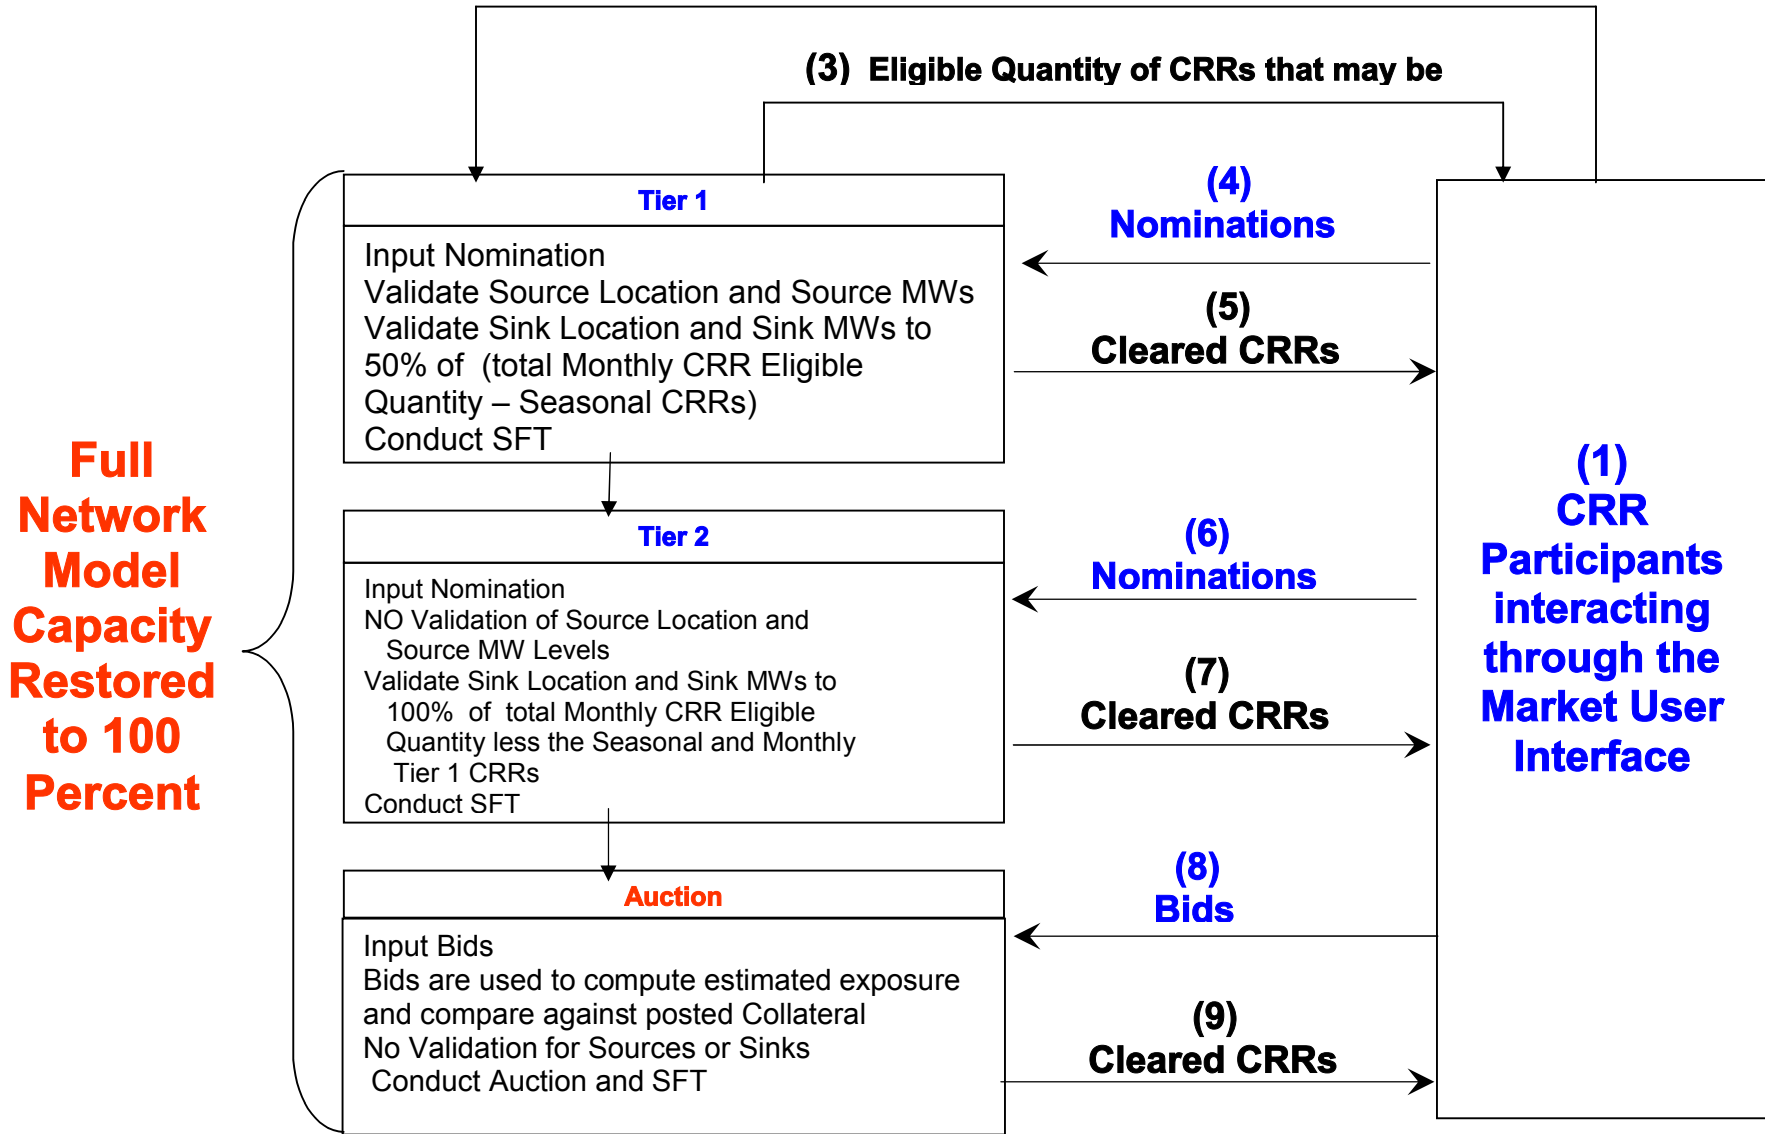 (3) Eligible Quantity of CRRs that may be
Tier 1
Input Nomination
Validate Source Location and Source MWs
Validate Sink Location and Sink MWs to
50% of (total Monthly CRR Eligible
Quantity – Seasonal CRRs)
Conduct SFT
(4)
Nominations
(5)
Cleared CRRs
Full
Network
Model
Capacity
Restored
to 100
Percent
(1)
CRR
Participants
interacting
through the
Market User
Interface
Tier 2
Input Nomination
NO Validation of Source Location and
Source MW Levels
Validate Sink Location and Sink MWs to
100% of total Monthly CRR Eligible
Quantity less the Seasonal and Monthly
Tier 1 CRRs
Conduct SFT
(6)
Nominations
(7)
Cleared CRRs
Auction
Input Bids
Bids are used to compute estimated exposure
and compare against posted Collateral
No Validation for Sources or Sinks
Conduct Auction and SFT
(8)
Bids
(9)
Cleared CRRs